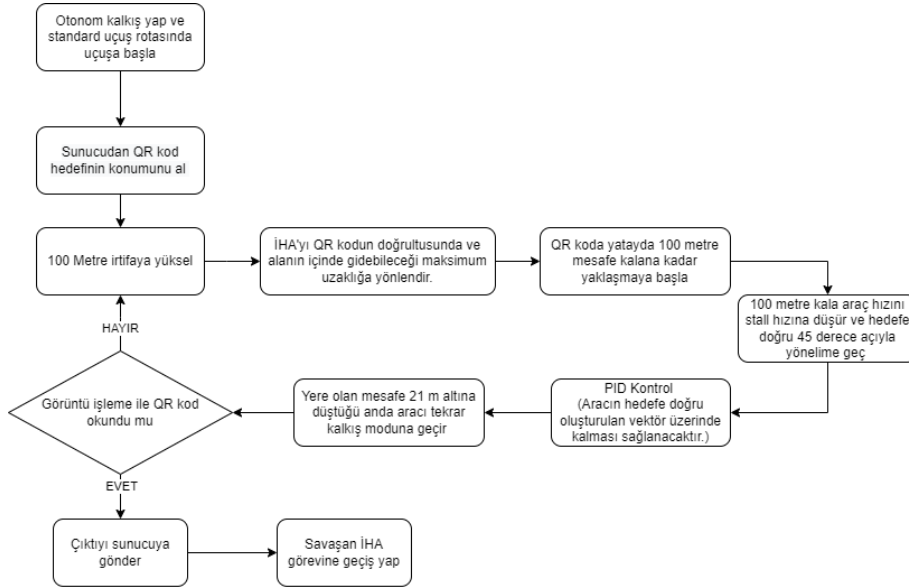 Otonom kalkış yap ve
standard uçuş rotasında
uçuşa başla
Sunucudan QR kod
hedefinin konumunu al
100 Metre irtifaya yüksel
İHA'yı QR kodun doğrultusunda ve
alanın içinde gidebileceği maksimum
uzaklığa yönlendir.
QR koda yatayda 100 metre
mesafe kalana kadar
yaklaşmaya başla
100 metre kala araç hızını
stall hızına düşür ve hedefe
doğru 45 derece açıyla
yönelime geç
PID Kontrol
(Aracın hedefe doğru
oluşturulan vektör üzerinde
kalması sağlanacaktır.)
Yere olan mesafe 21 m altına
düştüğü anda aracı tekrar
kalkış moduna geçir
Görüntü işleme ile QR kod
okundu mu
HAYIR
EVET
Çıktıyı sunucuya
gönder
Savaşan İHA
görevine geçiş yap